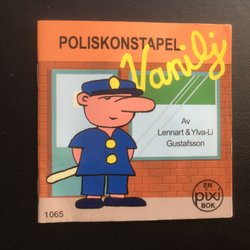 POLISKONSTAPEL
Vanilj
Av
Lennart & Ylva-Li
Gustafsson
EN
pixi
BOK
1065